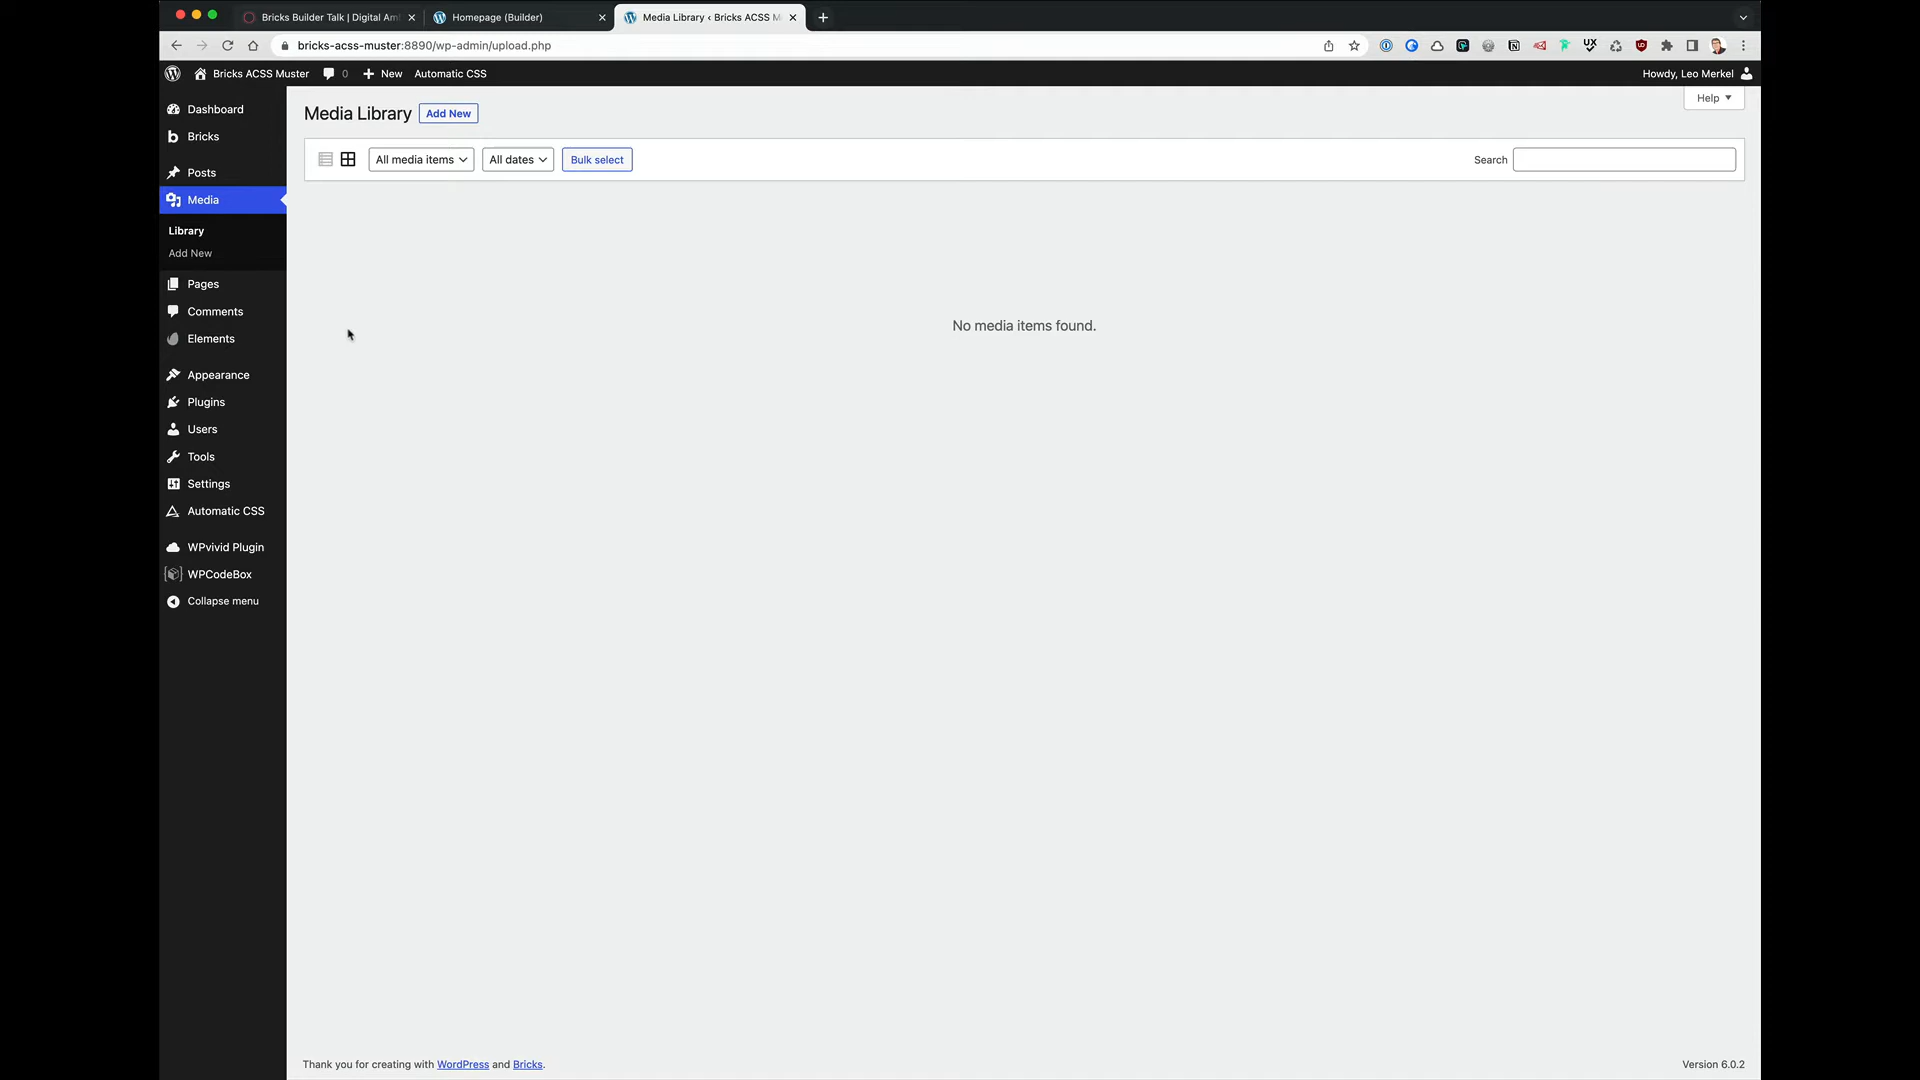 Bricks Builder Talk | Digital Am
Homepage (Builder)
Media Library ‹ Bricks ACSS M
bricks-acss-muster:8890/wp-admin/upload.php
Bricks ACSS Muster
0
New
Automatic CSS
Howdy, Leo Merkel
Dashboard
Bricks
Posts
Media
Library
Add New
Pages
Comments
Elements
Appearance
Plugins
Users
Tools
Settings
Automatic CSS
WPvivid Plugin
WPCodeBox
Collapse menu
Media Library
Add New
Help
All media items
All dates
Bulk select
Search
No media items found.
Thank you for creating with WordPress and Bricks.
Version 6.0.2